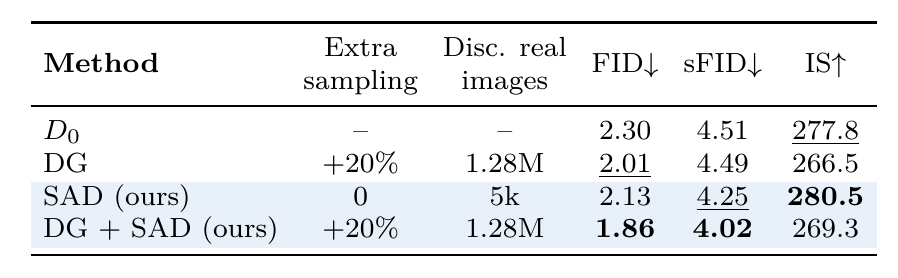 Method Extra sampling Disc. real images FID↓ sFID↓ IS↑
D₀ – – 2.30 4.51 277.8
DG +20% 1.28M 2.01 4.49 266.5
SAD (ours) 0 5k 2.13 4.25 280.5
DG + SAD (ours) +20% 1.28M 1.86 4.02 269.3